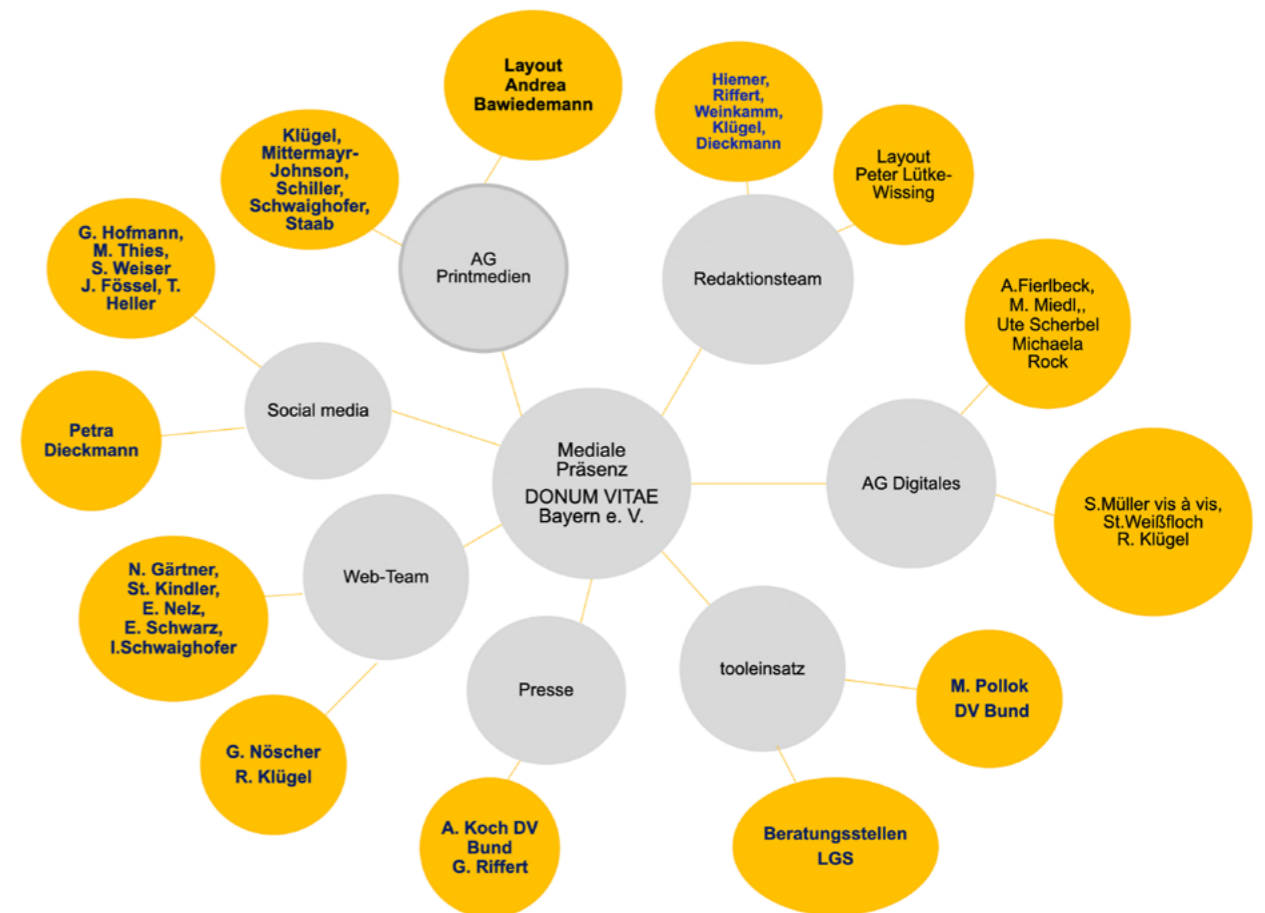 Layout
Andrea
Bawiedemann
Hiemer,
Riffert,
Weinkamm,
Klügel,
Dieckmann
Klügel,
Mittermayr-
Johnson,
Schiller,
Schwaighofer,
Staab
Layout
Peter Lütke-
Wissing
G. Hofmann,
M. Thies,
S. Weiser
J. Fössel, T.
Heller
AG
Printmedien
Redaktionsteam
A.Fierlbeck,
M. Miedl,,
Ute Scherbel
Michaela
Rock
Social media
Petra
Dieckmann
Mediale
Präsenz
DONUM VITAE
Bayern e. V.
AG Digitales
S.Müller vis à vis,
St.Weißfloch
R. Klügel
Web-Team
N. Gärtner,
St. Kindler,
E. Nelz,
E. Schwarz,
I.Schwaighofer
Presse
tooleinsatz
M. Pollok
DV Bund
G. Nöscher
R. Klügel
A. Koch DV
Bund
G. Riffert
Beratungsstellen
LGS